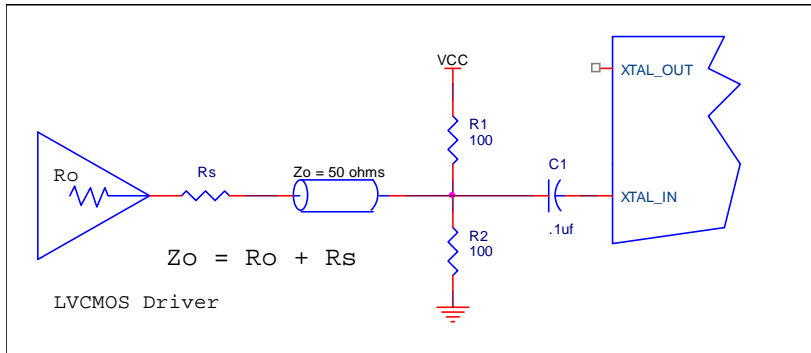 VCC
XTAL_OUT
R1
100
Ro
Rs
Zo = 50 ohms
C1
XTAL_IN
.1uf
R2
100
Zo = Ro + Rs
LVCMOS Driver